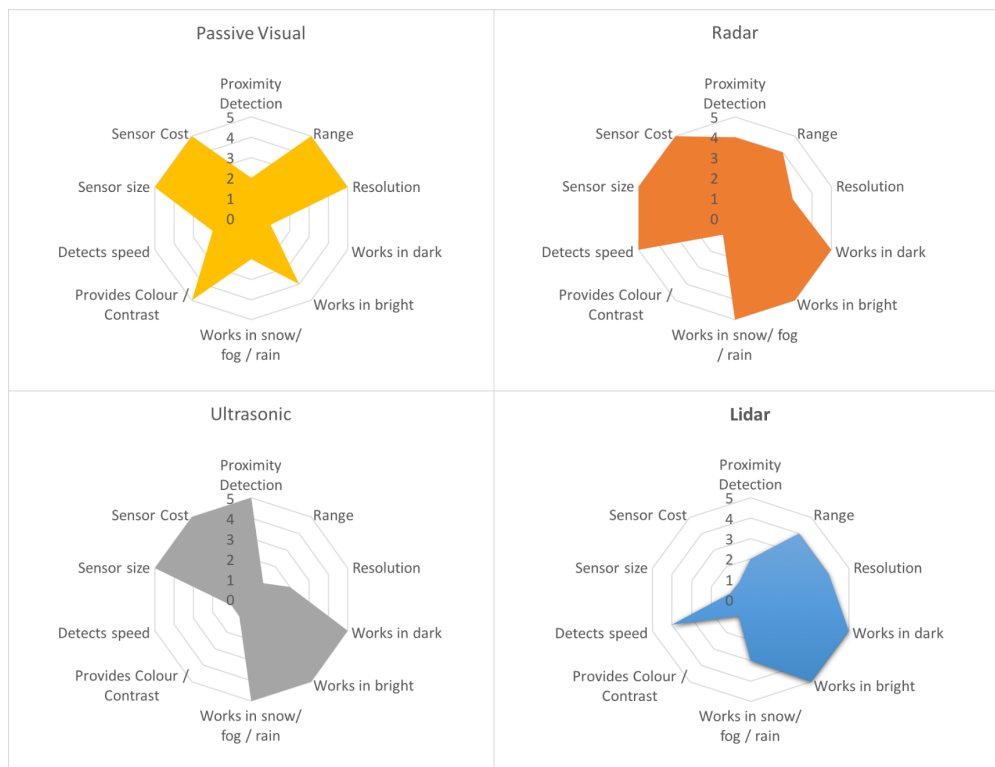 Passive Visual
Proximity
Detection
Range
Resolution
Works in dark
Works in bright
Works in snow/
fog / rain
Provides Colour /
Contrast
Detects speed
Sensor size
Sensor Cost
5
4
3
2
1
0
Radar
Proximity
Detection
Range
Resolution
Works in dark
Works in bright
Works in snow/ fog
/ rain
Provides Colour /
Contrast
Detects speed
Sensor size
Sensor Cost
5
4
3
2
1
0
Ultrasonic
Proximity
Detection
Range
Resolution
Works in dark
Works in bright
Works in snow/
fog / rain
Provides Colour /
Contrast
Detects speed
Sensor size
Sensor Cost
5
4
3
2
1
0
Lidar
Proximity
Detection
Range
Resolution
Works in dark
Works in bright
Works in snow/
fog / rain
Provides Colour /
Contrast
Detects speed
Sensor size
Sensor Cost
5
4
3
2
1
0